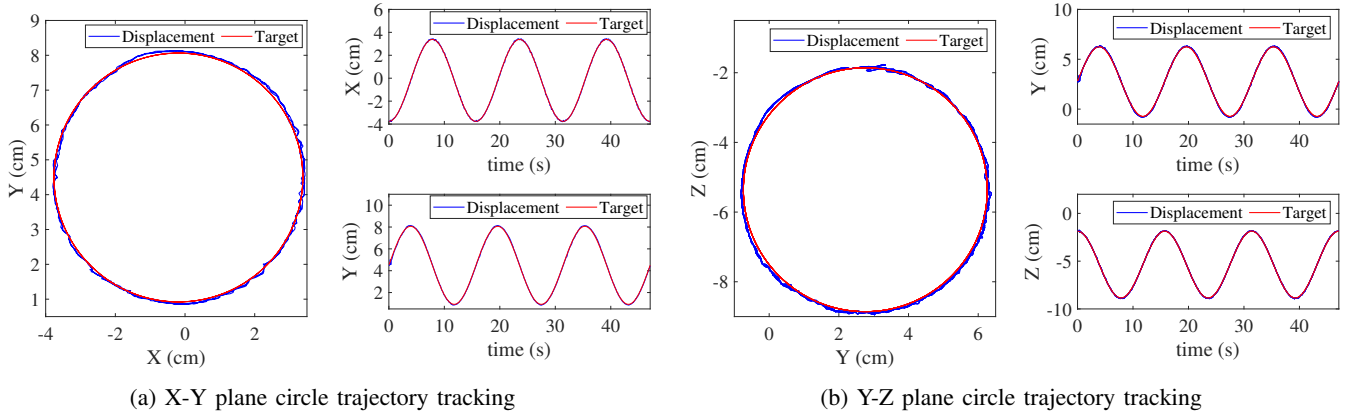 Displacement Target
9
8
7
6
5
4
3
2
1
Y (cm)
-4 -2 0 2
X (cm)
Displacement Target
6
4
2
0
-2
-4
X (cm)
0 10 20 30 40
time (s)
Displacement Target
10
8
6
4
2
Y (cm)
0 10 20 30 40
time (s)
(a) X-Y plane circle trajectory tracking
Displacement Target
-2
-4
-6
-8
Z (cm)
0 2 4 6
Y (cm)
Displacement Target
10
5
0
Y (cm)
0 10 20 30 40
time (s)
Displacement Target
0
-5
-10
Z (cm)
0 10 20 30 40
time (s)
(b) Y-Z plane circle trajectory tracking